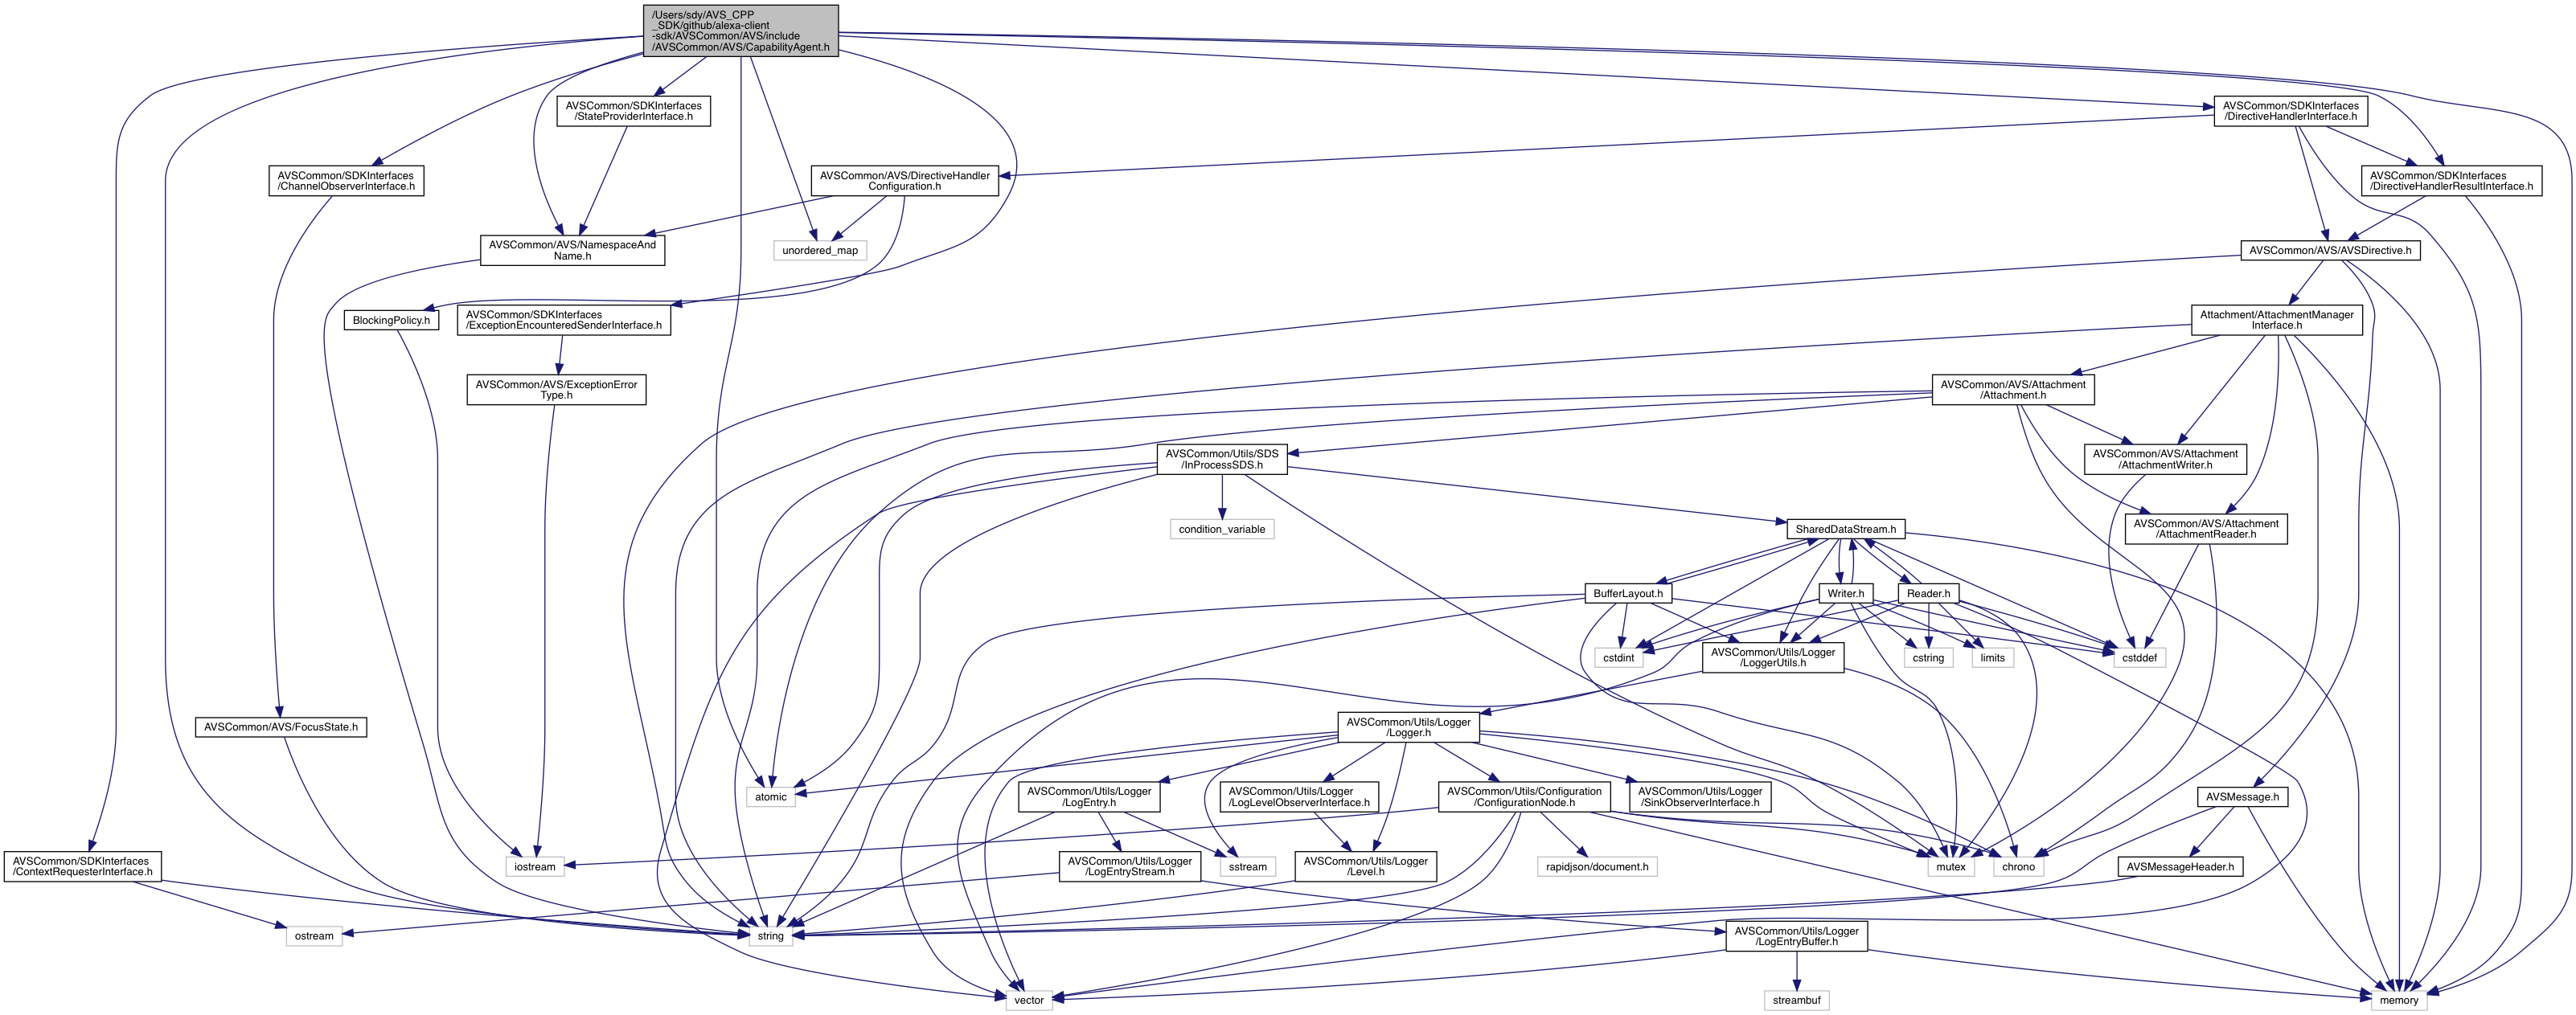 /Users/sdy/AVS_CPP
_SDK/github/alexa-client
-sdk/AVSCommon/AVS/include
/AVSCommon/AVS/CapabilityAgent.h
AVSCommon/SDKInterfaces
/StateProviderInterface.h
AVSCommon/SDKInterfaces
/DirectiveHandlerInterface.h
AVSCommon/SDKInterfaces
/ChannelObserverInterface.h
AVSCommon/AVS/DirectiveHandler
Configuration.h
AVSCommon/SDKInterfaces
/DirectiveHandlerResultInterface.h
AVSCommon/AVS/NamespaceAnd
Name.h
unordered_map
AVSCommon/AVS/AVSDirective.h
BlockingPolicy.h
AVSCommon/SDKInterfaces
/ExceptionEncounteredSenderInterface.h
Attachment/AttachmentManager
Interface.h
AVSCommon/AVS/ExceptionError
Type.h
AVSCommon/AVS/Attachment
/Attachment.h
AVSCommon/Utils/SDS
/InProcessSDS.h
AVSCommon/AVS/Attachment
/AttachmentWriter.h
condition_variable
SharedDataStream.h
AVSCommon/AVS/Attachment
/AttachmentReader.h
BufferLayout.h
Writer.h
Reader.h
cstdint
AVSCommon/Utils/Logger
/LoggerUtils.h
cstring
limits
cstddef
AVSCommon/AVS/FocusState.h
AVSCommon/Utils/Logger
/Logger.h
atomic
AVSCommon/Utils/Logger
/LogEntry.h
AVSCommon/Utils/Logger
/LogLevelObserverInterface.h
AVSCommon/Utils/Configuration
/ConfigurationNode.h
AVSCommon/Utils/Logger
/SinkObserverInterface.h
AVSMessage.h
AVSCommon/SDKInterfaces
/ContextRequesterInterface.h
iostream
AVSCommon/Utils/Logger
/LogEntryStream.h
sstream
AVSCommon/Utils/Logger
/Level.h
rapidjson/document.h
mutex
chrono
AVSMessageHeader.h
ostream
string
AVSCommon/Utils/Logger
/LogEntryBuffer.h
vector
streambuf
memory